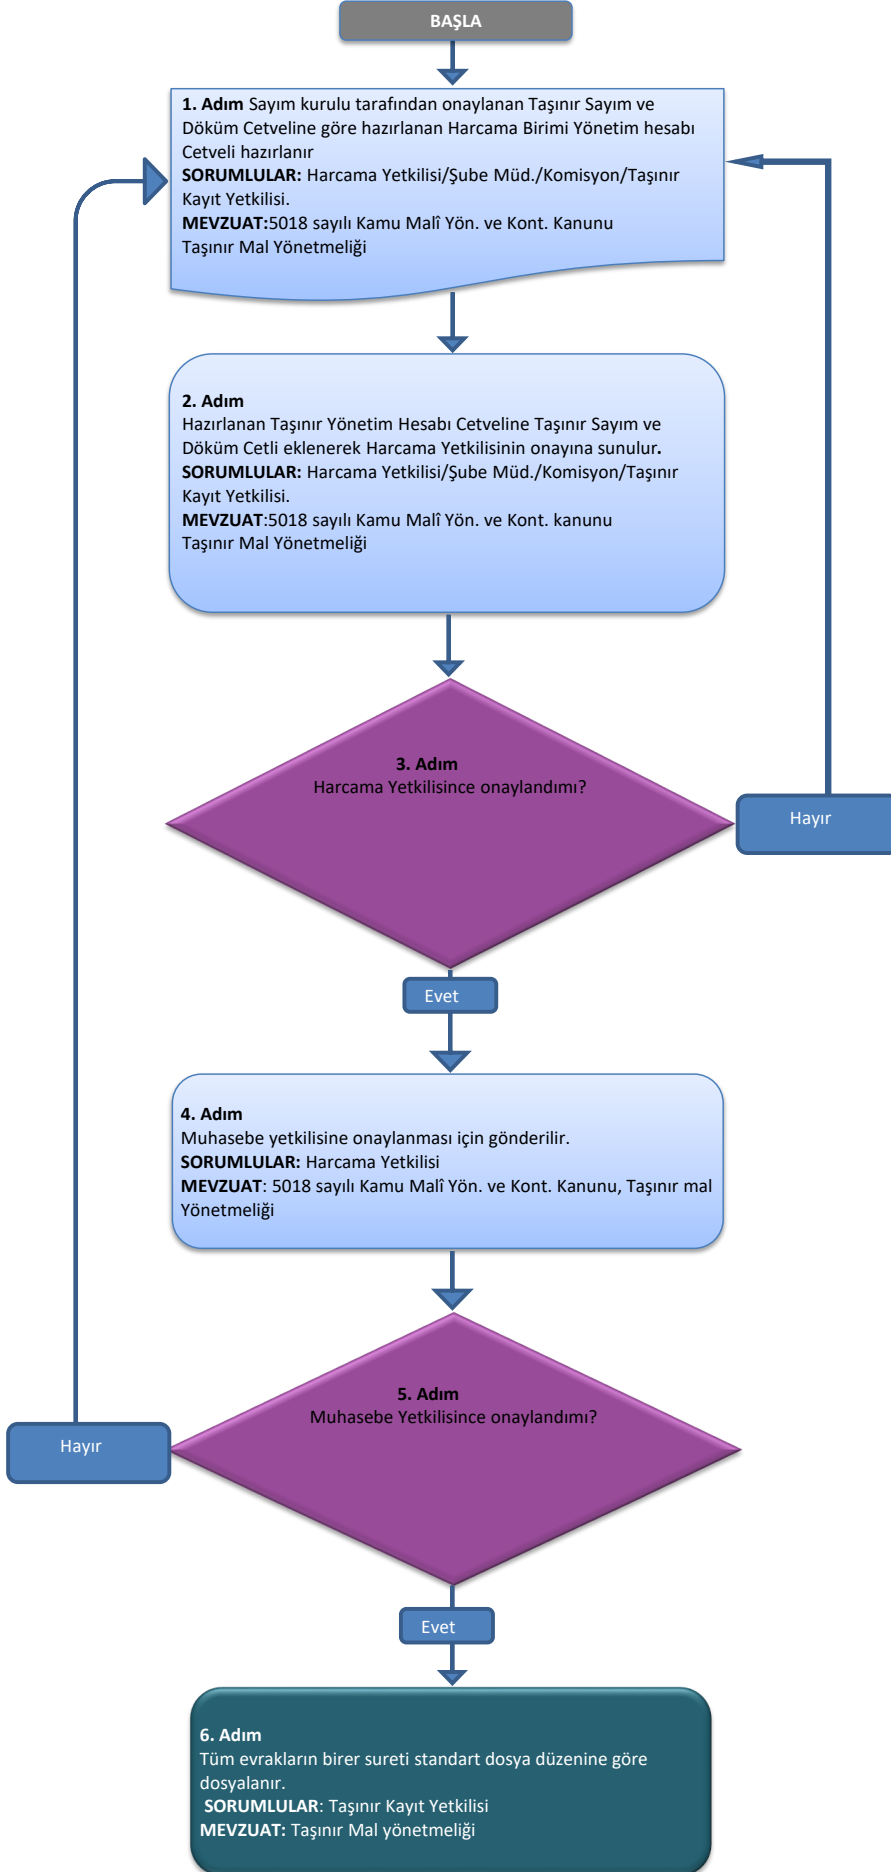 BAŞLA
1. Adım Sayım kurulu tarafından onaylanan Taşınır Sayım ve
Döküm Cetveline göre hazırlanan Harcama Birimi Yönetim hesabı
Cetveli hazırlanır
SORUMLULAR: Harcama Yetkilisi/Şube Müd./Komisyon/Taşınır
Kayıt Yetkilisi.
MEVZUAT:5018 sayılı Kamu Malî Yön. ve Kont. Kanunu
Taşınır Mal Yönetmeliği
2. Adım
Hazırlanan Taşınır Yönetim Hesabı Cetveline Taşınır Sayım ve
Döküm Cetli eklenerek Harcama Yetkilisinin onayına sunulur.
SORUMLULAR: Harcama Yetkilisi/Şube Müd./Komisyon/Taşınır
Kayıt Yetkilisi.
MEVZUAT:5018 sayılı Kamu Malî Yön. ve Kont. kanunu
Taşınır Mal Yönetmeliği
3. Adım
Harcama Yetkilisince onaylandımı?
Hayır
Evet
4. Adım
Muhasebe yetkilisine onaylanması için gönderilir.
SORUMLULAR: Harcama Yetkilisi
MEVZUAT: 5018 sayılı Kamu Malî Yön. ve Kont. Kanunu, Taşınır mal
Yönetmeliği
5. Adım
Muhasebe Yetkilisince onaylandımı?
Hayır
Evet
6. Adım
Tüm evrakların birer sureti standart dosya düzenine göre
dosyalanır.
SORUMLULAR: Taşınır Kayıt Yetkilisi
MEVZUAT: Taşınır Mal yönetmeliği